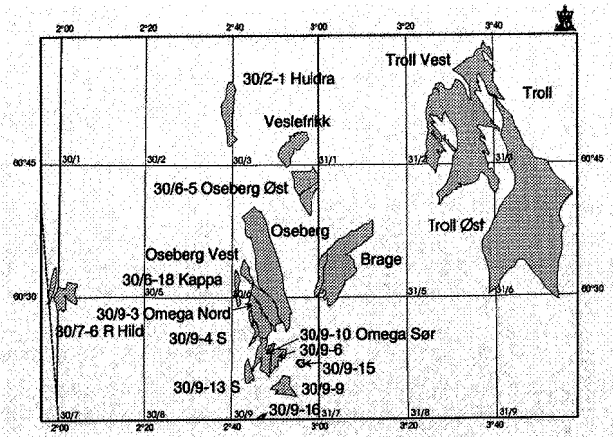 2°00 2°20 2°40 3°00 3°20 3°40
Troll Vest
30/2-1 Huldra
Troll
Veslefrikk
60°45 30/1 30/2 30/3 31/1 31/2 31/3 60°45
30/6-5 Oseberg Øst
Oseberg
Troll Øst
Oseberg Vest
Brage
30/6-18 Kappa
60°30 30/5 30/6 31/5 31/6 60°30
30/9-3 Omega Nord
30/7-6 R Hild
30/9-10 Omega Sør
30/9-4 S
30/9-6
30/9-15
30/9-13 S
30/9-9
30/9-16
30/7 30/8 30/9 31/7 31/8 31/9
2°00 2°20 2°40 3°00 3°20 3°40